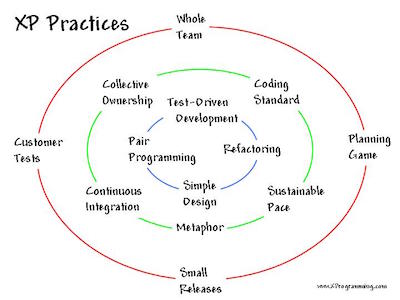 XP Practices
Whole
Team
Collective
Ownership
Coding
Standard
Test-Driven
Development
Customer
Tests
Planning
Game
Pair
Programming
Refactoring
Continuous
Integration
Simple
Design
Sustainable
Pace
Metaphor
Small
Releases
www.XProgramming.com